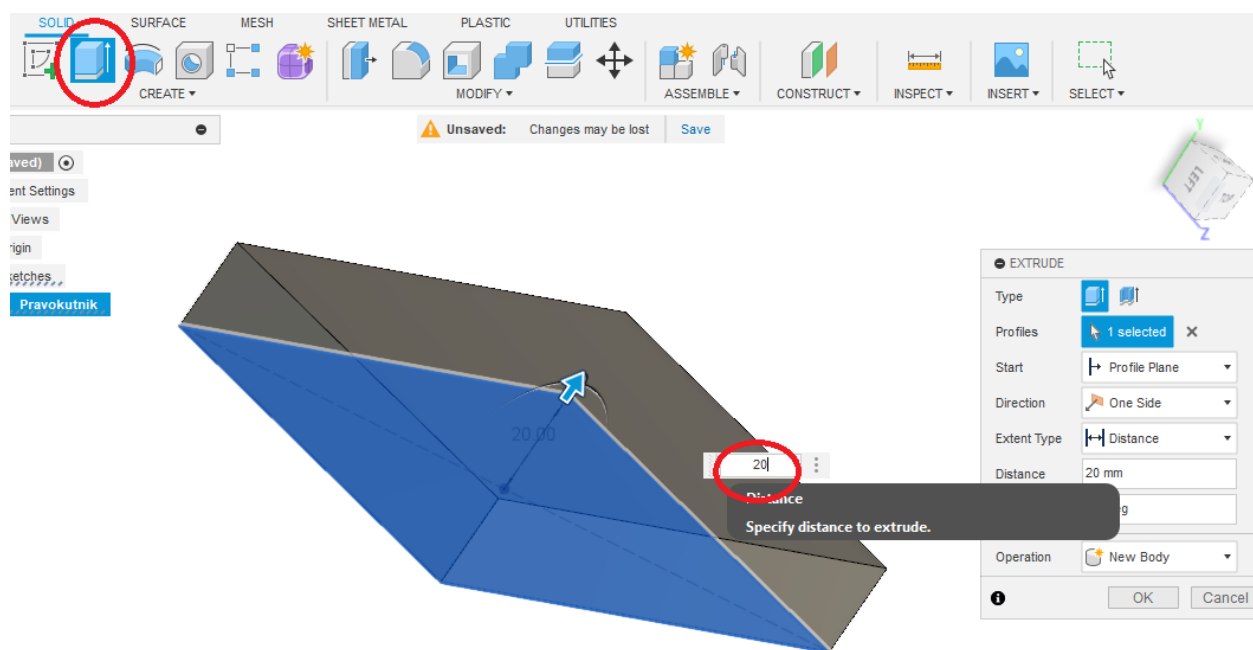 SOLID SURFACE MESH SHEET METAL PLASTIC UTILITIES
CREATE MODIFY ASSEMBLE CONSTRUCT INSPECT INSERT SELECT
Unsaved: Changes may be lost Save
aved)
ent Settings
Views
rigin
ketches
Pravokutnik
Y
LEFT
Z
EXTRUDE
Type
Profiles 1 selected
Start Profile Plane
Direction One Side
Extent Type Distance
Distance 20 mm
20.00
20
Distance
Specify distance to extrude.
eg
Operation New Body
OK Cancel